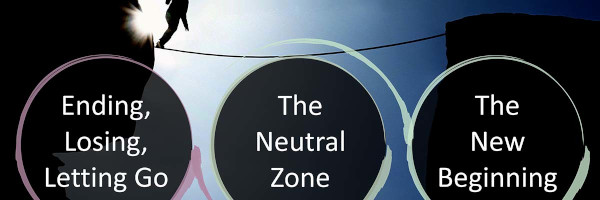 Ending,
Losing,
Letting Go
The
Neutral
Zone
The
New
Beginning